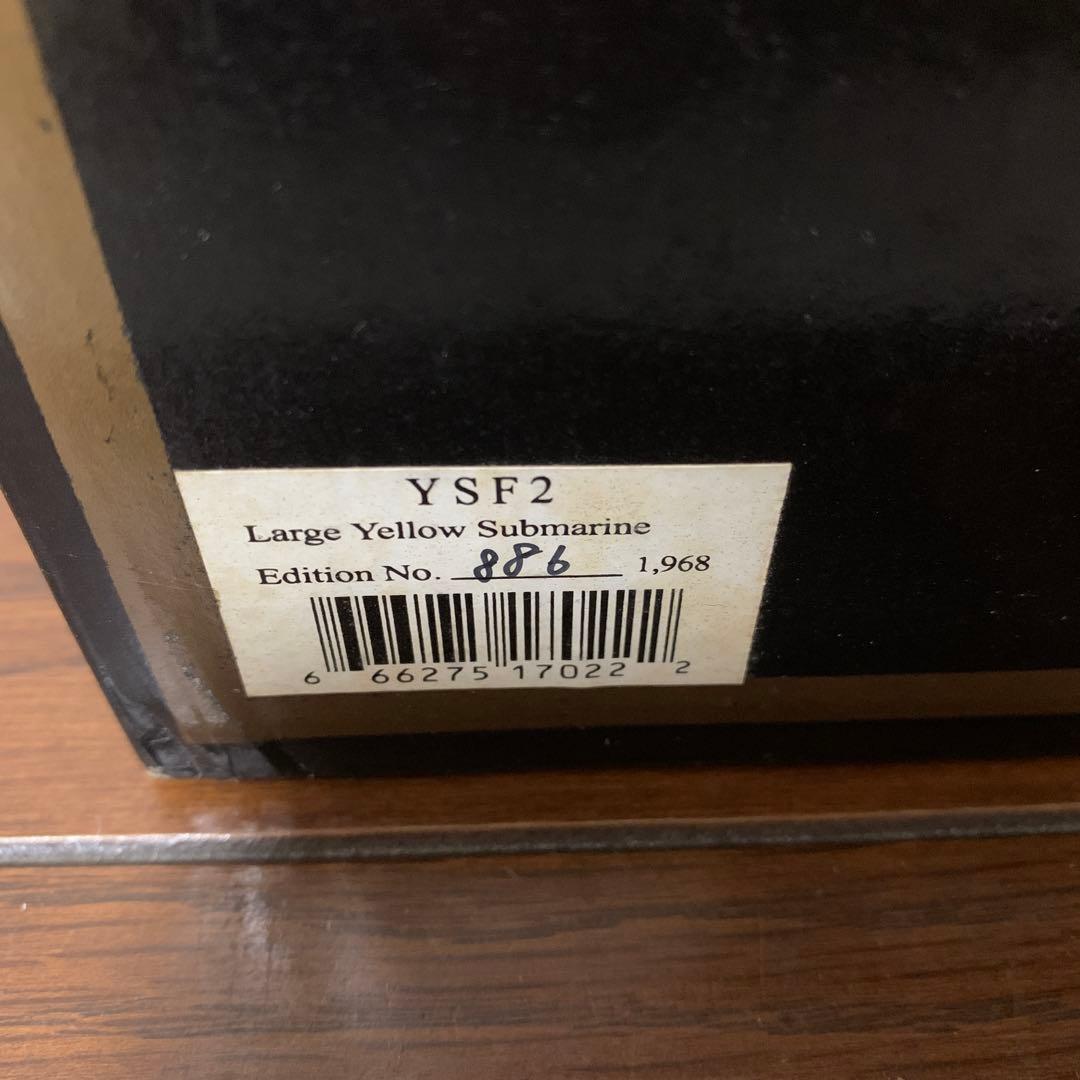 YSF2
Large Yellow Submarine
Edition No. 886 1,968
6 66275 17022 2